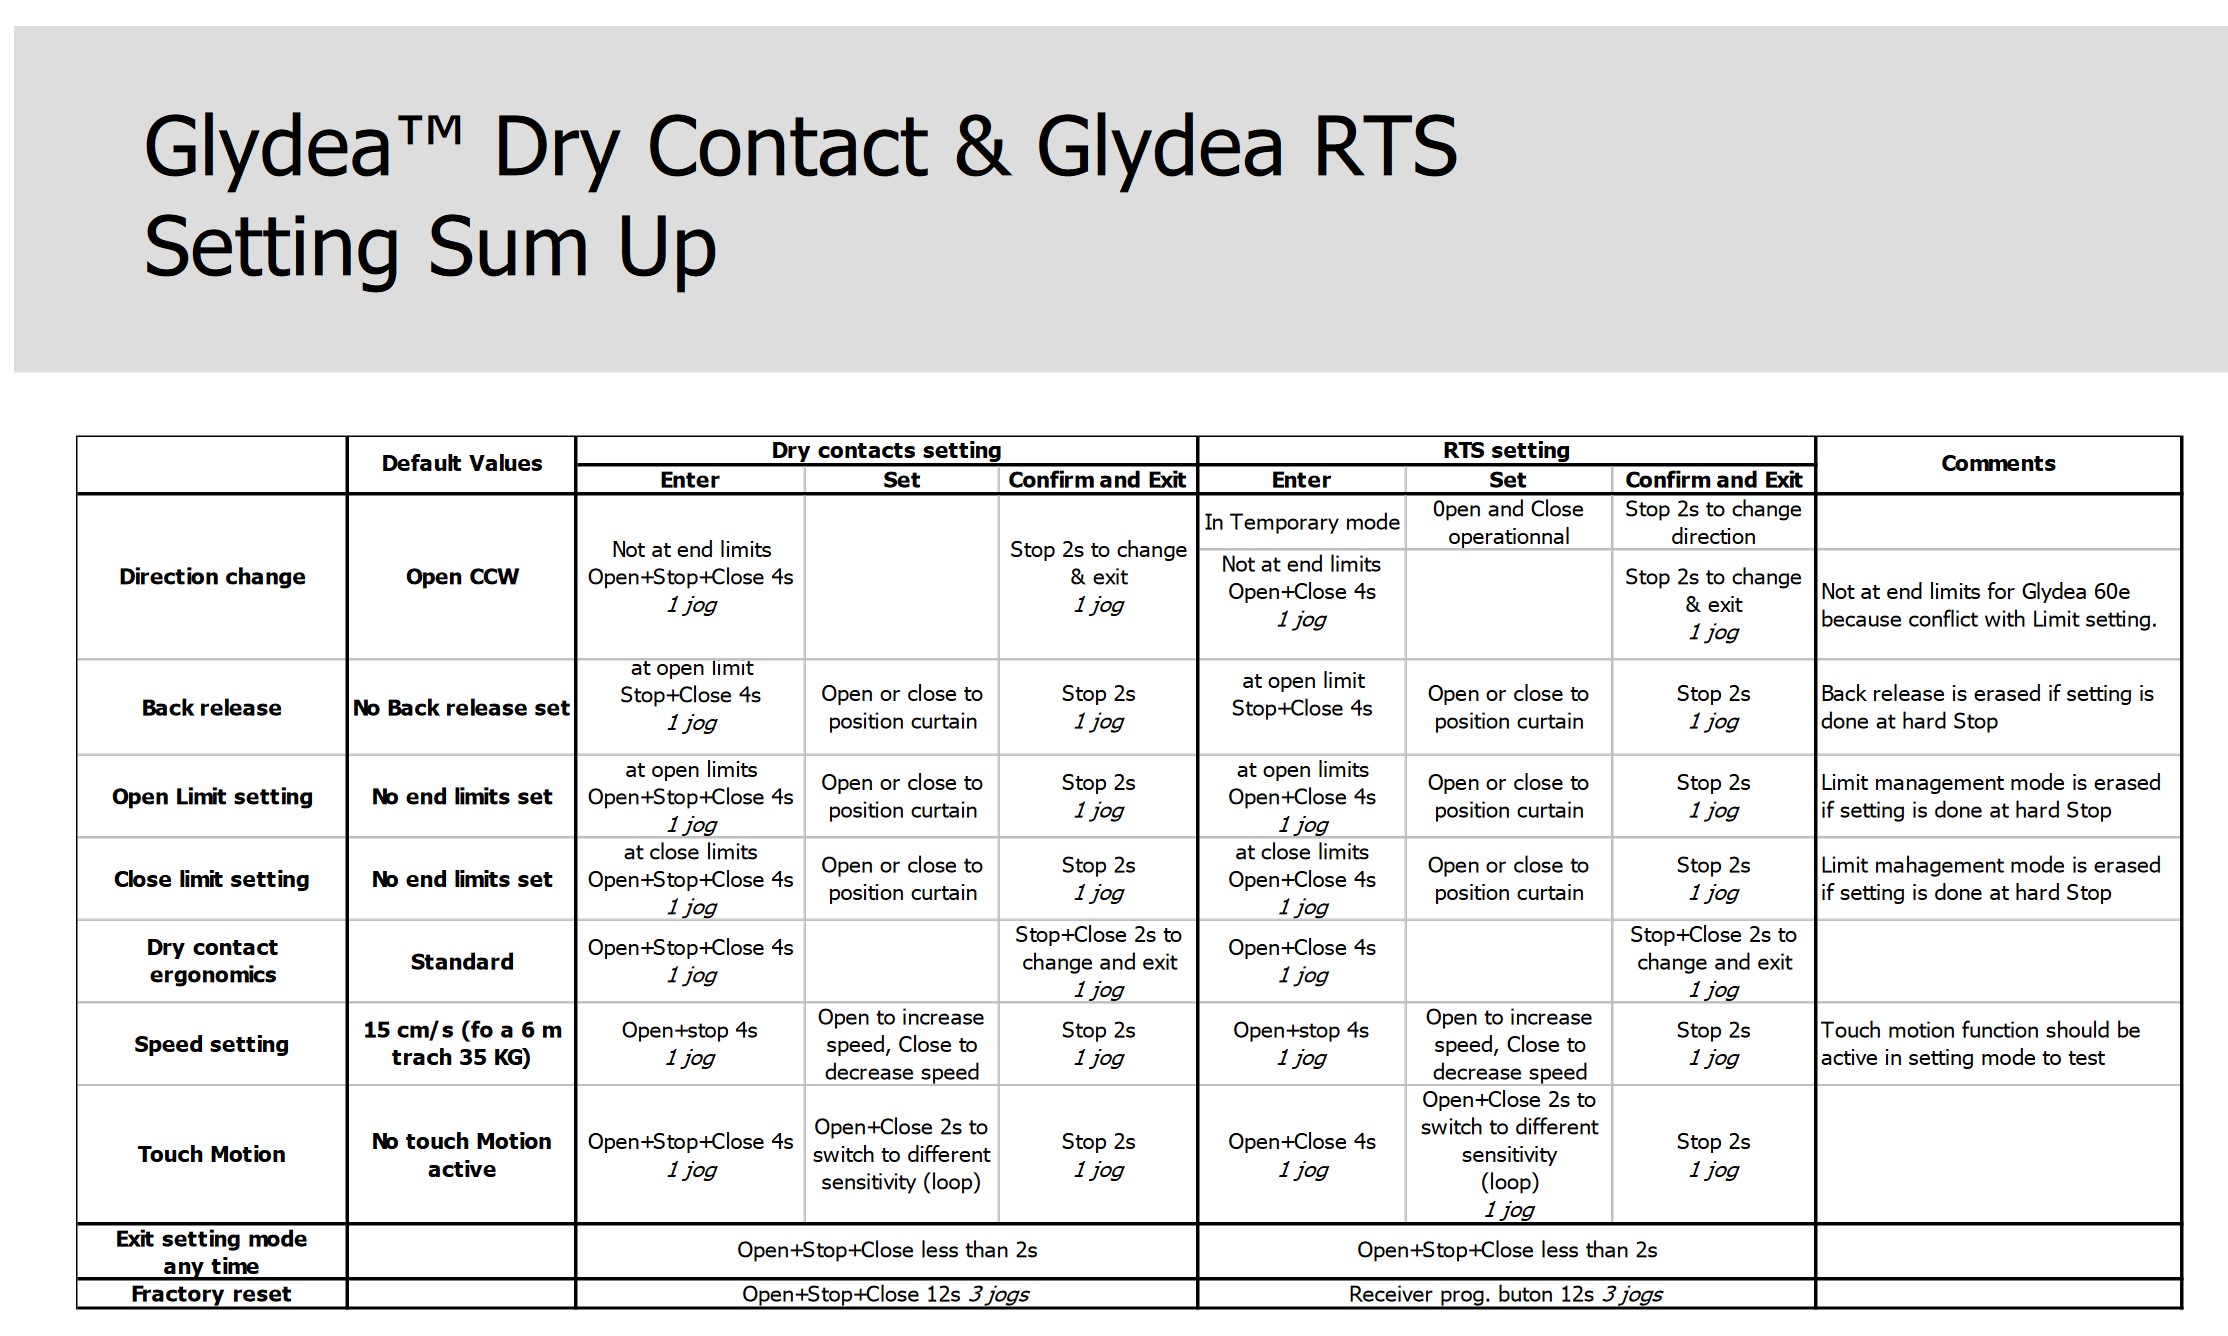 Glydea™ Dry Contact & Glydea RTS
Setting Sum Up
Default Values
Dry contacts setting
RTS setting
Comments
Enter
Set
Confirm and Exit
Enter
Set
Confirm and Exit
Direction change
Open CCW
Not at end limits
Open+Stop+Close 4s
1 jog
Stop 2s to change
& exit
1 jog
In Temporary mode
0pen and Close
operationnal
Stop 2s to change
direction
Not at end limits
Open+Close 4s
1 jog
Stop 2s to change
& exit
1 jog
Not at end limits for Glydea 60e
because conflict with Limit setting.
Back release
No Back release set
at open limit
Stop+Close 4s
1 jog
Open or close to
position curtain
Stop 2s
1 jog
at open limit
Stop+Close 4s
Open or close to
position curtain
Stop 2s
1 jog
Back release is erased if setting is
done at hard Stop
Open Limit setting
No end limits set
at open limits
Open+Stop+Close 4s
1 jog
Open or close to
position curtain
Stop 2s
1 jog
at open limits
Open+Close 4s
1 jog
Open or close to
position curtain
Stop 2s
1 jog
Limit management mode is erased
if setting is done at hard Stop
Close limit setting
No end limits set
at close limits
Open+Stop+Close 4s
1 jog
Open or close to
position curtain
Stop 2s
1 jog
at close limits
Open+Close 4s
1 jog
Open or close to
position curtain
Stop 2s
1 jog
Limit mahagement mode is erased
if setting is done at hard Stop
Dry contact
ergonomics
Standard
Open+Stop+Close 4s
1 jog
Stop+Close 2s to
change and exit
1 jog
Open+Close 4s
1 jog
Stop+Close 2s to
change and exit
1 jog
Speed setting
15 cm/s (fo a 6 m
trach 35 KG)
Open+stop 4s
1 jog
Open to increase
speed, Close to
decrease speed
Stop 2s
1 jog
Open+stop 4s
1 jog
Open to increase
speed, Close to
decrease speed
Stop 2s
1 jog
Touch motion function should be
active in setting mode to test
Touch Motion
No touch Motion
active
Open+Stop+Close 4s
1 jog
Open+Close 2s to
switch to different
sensitivity (loop)
Stop 2s
1 jog
Open+Close 4s
1 jog
Open+Close 2s to
switch to different
sensitivity
(loop)
1 jog
Stop 2s
1 jog
Exit setting mode
any time
Open+Stop+Close less than 2s
Open+Stop+Close less than 2s
Fractory reset
Open+Stop+Close 12s 3 jogs
Receiver prog. buton 12s 3 jogs